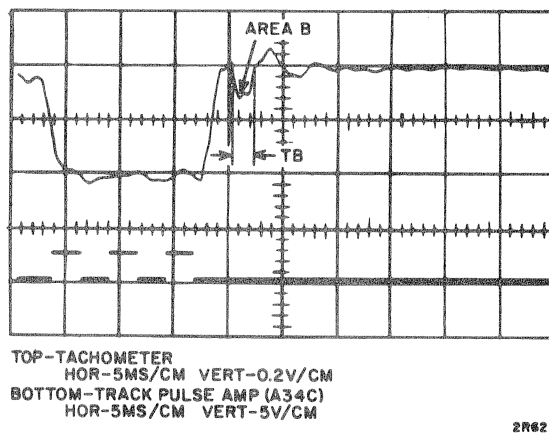 AREA B
TB
TOP-TACHOMETER
HOR-5MS/CM VERT-0.2V/CM
BOTTOM-TRACK PULSE AMP (A34C)
HOR-5MS/CM VERT-5V/CM
2R62